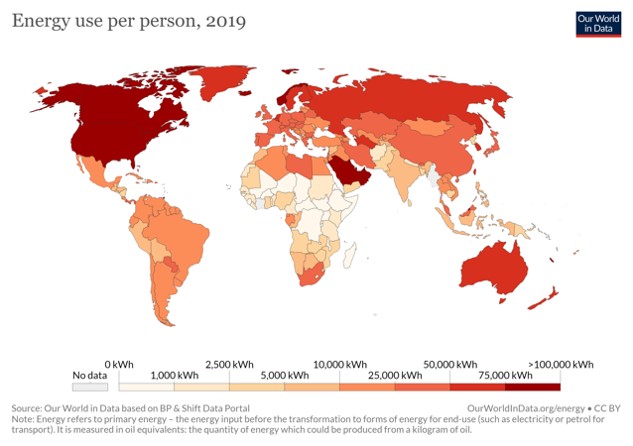 Energy use per person, 2019
Our World
in Data
0 kWh
2,500 kWh
10,000 kWh
50,000 kWh
>100,000 kWh
No data
1,000 kWh
5,000 kWh
25,000 kWh
75,000 kWh
Source: Our World in Data based on BP & Shift Data Portal
OurWorldInData.org/energy • CC BY
Note: Energy refers to primary energy – the energy input before the transformation to forms of energy for end-use (such as electricity or petrol for
transport). It is measured in oil equivalents: the quantity of energy which could be produced from a kilogram of oil.